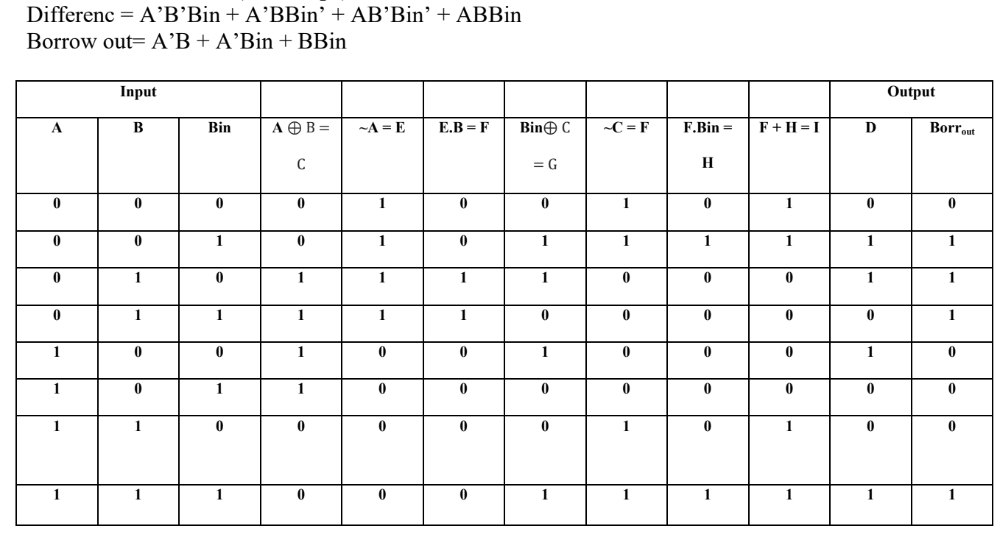 Differenc = A’B’Bin + A’BBin’ + AB’Bin’ + ABBin
Borrow out= A’B + A’Bin + BBin
Input Output
A B Bin A ⊕ B = C ~A = E E.B = F Bin⊕ C = G ~C = F F.Bin = H F + H = I D Borrout
0 0 0 0 1 0 0 1 0 1 0 0
0 0 1 0 1 0 1 1 1 1 1 1
0 1 0 1 1 1 1 0 0 0 1 1
0 1 1 1 1 1 0 0 0 0 0 1
1 0 0 1 0 0 1 0 0 0 1 0
1 0 1 1 0 0 0 0 0 0 0 0
1 1 0 0 0 0 0 1 0 1 0 0
1 1 1 0 0 0 1 1 1 1 1 1